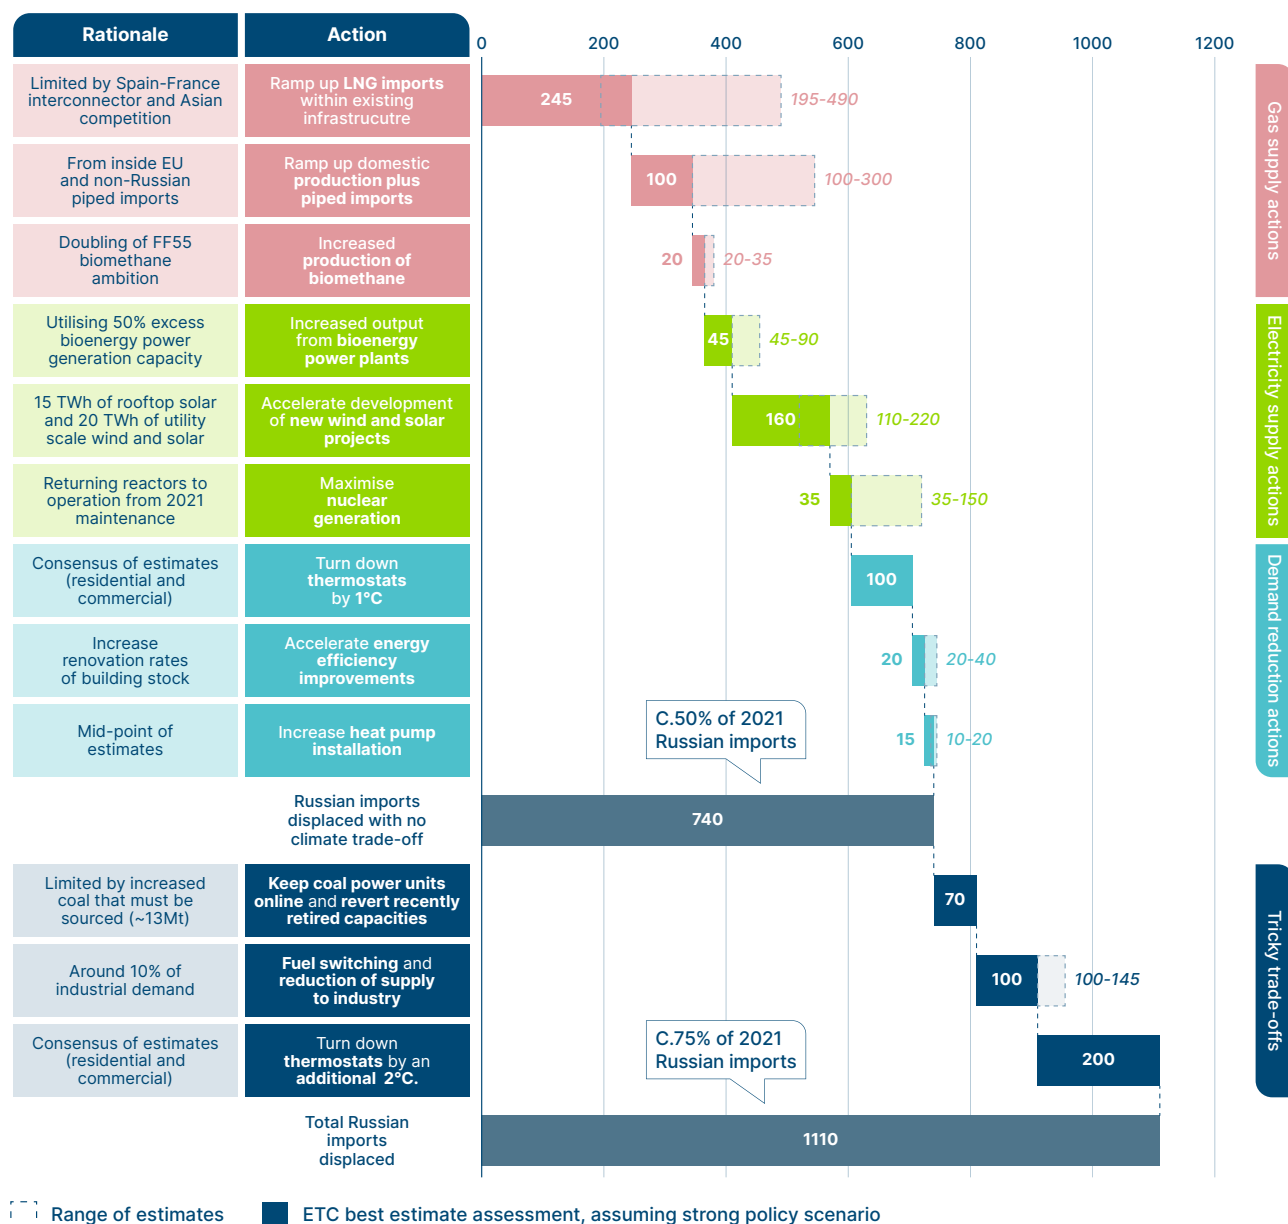 Rationale
Action
0
200
400
600
800
1000
1200
Limited by Spain-France
interconnector and Asian
competition
Ramp up LNG imports
within existing
infrastrucutre
245
195-490
From inside EU
and non-Russian
piped imports
Ramp up domestic
production plus
piped imports
100
100-300
Doubling of FF55
biomethane
ambition
Increased
production of
biomethane
20
20-35
Gas supply actions
Utilising 50% excess
bioenergy power
generation capacity
Increased output
from bioenergy
power plants
45
45-90
15 TWh of rooftop solar
and 20 TWh of utility
scale wind and solar
Accelerate development
of new wind and solar
projects
160
110-220
Returning reactors to
operation from 2021
maintenance
Maximise
nuclear
generation
35
35-150
Electricity supply actions
Consensus of estimates
(residential and
commercial)
Turn down
thermostats
by 1°C
100
Increase
renovation rates
of building stock
Accelerate energy
efficiency
improvements
20
20-40
Mid-point of
estimates
Increase heat pump
installation
15
10-20
Demand reduction actions
C.50% of 2021
Russian imports
Russian imports
displaced with no
climate trade-off
740
Limited by increased
coal that must be
sourced (~13Mt)
Keep coal power units
online and revert recently
retired capacities
70
Around 10% of
industrial demand
Fuel switching and
reduction of supply
to industry
100
100-145
Consensus of estimates
(residential and
commercial)
Turn down
thermostats by an
additional 2°C.
200
Tricky trade-offs
C.75% of 2021
Russian imports
Total Russian
imports
displaced
1110
Range of estimates
ETC best estimate assessment, assuming strong policy scenario